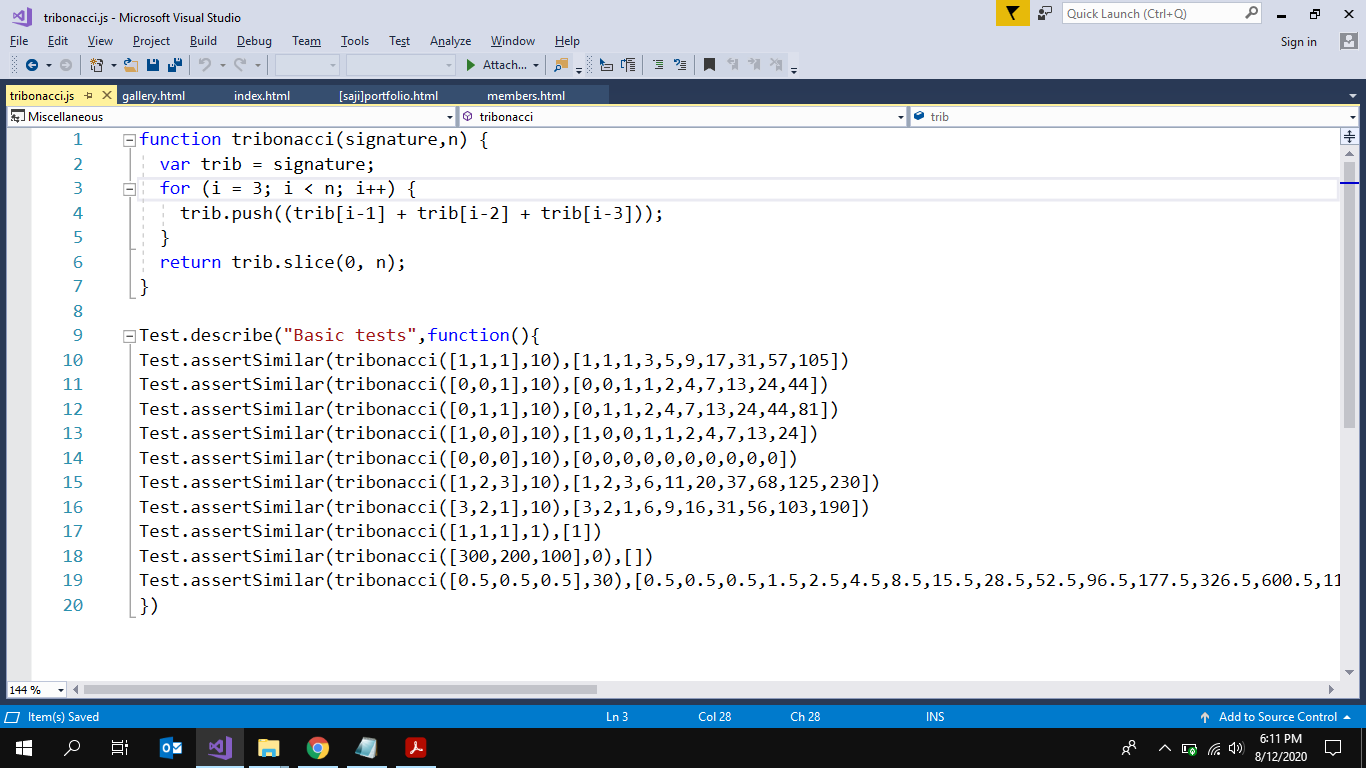 tribonacci.js - Microsoft Visual Studio
Quick Launch (Ctrl+Q)
File Edit View Project Build Debug Team Tools Test Analyze Window Help
Sign in
Attach...
tribonacci.js gallery.html index.html [saji]portfolio.html members.html
Miscellaneous tribonacci trib
1 function tribonacci(signature,n) {
2 var trib = signature;
3 for (i = 3; i < n; i++) {
4 trib.push((trib[i-1] + trib[i-2] + trib[i-3]));
5 }
6 return trib.slice(0, n);
7 }
8
9 Test.describe("Basic tests",function(){
10 Test.assertSimilar(tribonacci([1,1,1],10),[1,1,1,3,5,9,17,31,57,105])
11 Test.assertSimilar(tribonacci([0,0,1],10),[0,0,1,1,2,4,7,13,24,44])
12 Test.assertSimilar(tribonacci([0,1,1],10),[0,1,1,2,4,7,13,24,44,81])
13 Test.assertSimilar(tribonacci([1,0,0],10),[1,0,0,1,1,2,4,7,13,24])
14 Test.assertSimilar(tribonacci([0,0,0],10),[0,0,0,0,0,0,0,0,0,0])
15 Test.assertSimilar(tribonacci([1,2,3],10),[1,2,3,6,11,20,37,68,125,230])
16 Test.assertSimilar(tribonacci([3,2,1],10),[3,2,1,6,9,16,31,56,103,190])
17 Test.assertSimilar(tribonacci([1,1,1],1),[1])
18 Test.assertSimilar(tribonacci([300,200,100],0),[])
19 Test.assertSimilar(tribonacci([0.5,0.5,0.5],30),[0.5,0.5,0.5,1.5,2.5,4.5,8.5,15.5,28.5,52.5,96.5,177.5,326.5,600.5,11
20 })
144 %
Item(s) Saved Ln 3 Col 28 Ch 28 INS Add to Source Control
6:11 PM
8/12/2020